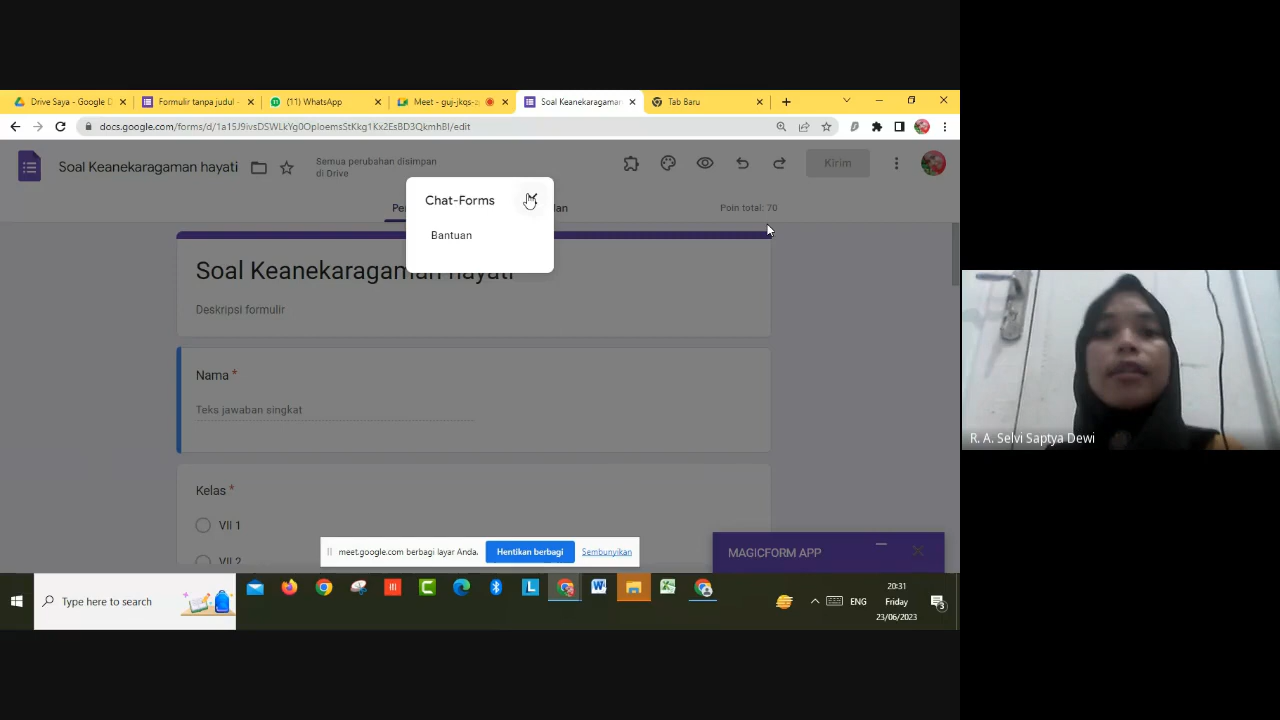 Drive Saya - Google D
Formulir tanpa judul -
(11) WhatsApp
Meet - guj-jkqs-z
Soal Keanekaragaman
Tab Baru
docs.google.com/forms/d/1a15J9ivsDSWLkYg0OploemsStKkg1Kx2EsBD3QkmhBI/edit
Soal Keanekaragaman hayati
Semua perubahan disimpan
di Drive
Kirim
Chat-Forms
Bantuan
Poin total: 70
Soal Keanekaragaman hayati
Deskripsi formulir
Nama *
Teks jawaban singkat
Kelas *
VII 1
VII 2
meet.google.com berbagi layar Anda.
Hentikan berbagi
Sembunyikan
MAGICFORM APP
Type here to search
ENG
20:31
Friday
23/06/2023
3
R. A. Selvi Saptya Dewi